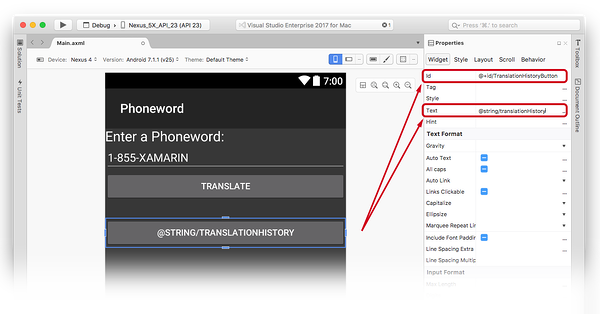 Debug
Nexus_5X_API_23 (API 23)
Visual Studio Enterprise 2017 for Mac
Press '⌘.' to search
Main.axml
Device: Nexus 4
Version: Android 7.1.1 (v25)
Theme: Default Theme
Solution
Unit Tests
7:00
Phoneword
Enter a Phoneword:
1-855-XAMARIN
TRANSLATE
@STRING/TRANSLATIONHISTORY
Properties
Widget Style Layout Scroll Behavior
Id @+id/TranslationHistoryButton
Tag
Style
Text @string/translationHistory
Hint
Text Format
Gravity
Auto Text
All caps
Auto Link
Links Clickable
Capitalize
Ellipsize
Marquee Repeat Lin
Include Font Paddin
Line Spacing Extra
Line Spacing Multip
Input Format
Toolbox
Document Outline